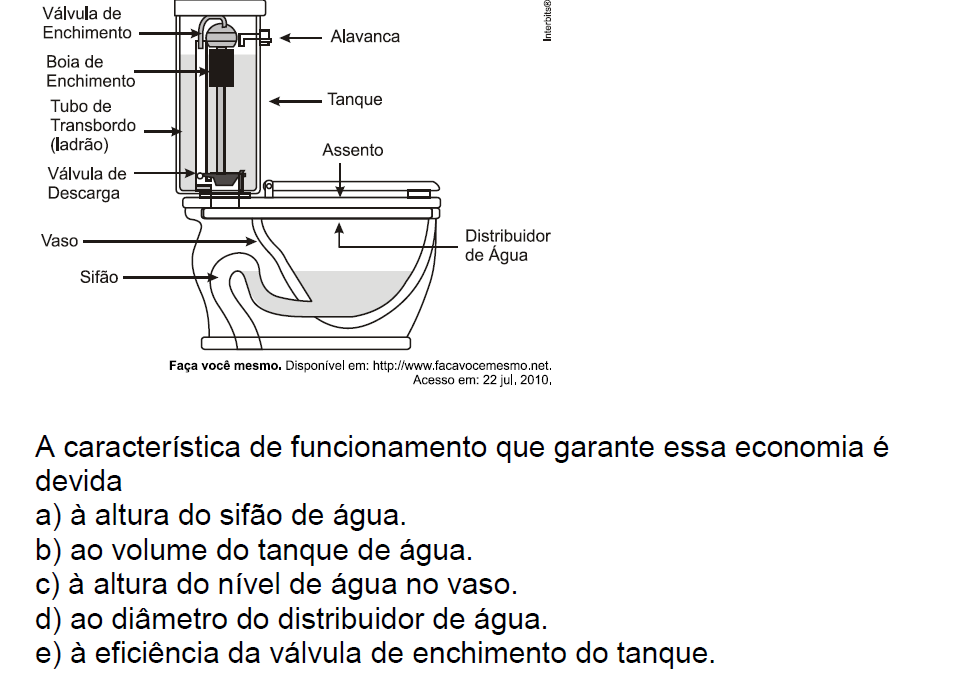 Válvula de
Enchimento
Interbits®
Alavanca
Boia de
Enchimento
Tanque
Tubo de
Transbordo
(ladrão)
Assento
Válvula de
Descarga
Vaso
Distribuidor
de Água
Sifão
Faça você mesmo. Disponível em: http://www.facavocemesmo.net.
Acesso em: 22 jul, 2010,
A característica de funcionamento que garante essa economia é
devida
a) à altura do sifão de água.
b) ao volume do tanque de água.
c) à altura do nível de água no vaso.
d) ao diâmetro do distribuidor de água.
e) à eficiência da válvula de enchimento do tanque.